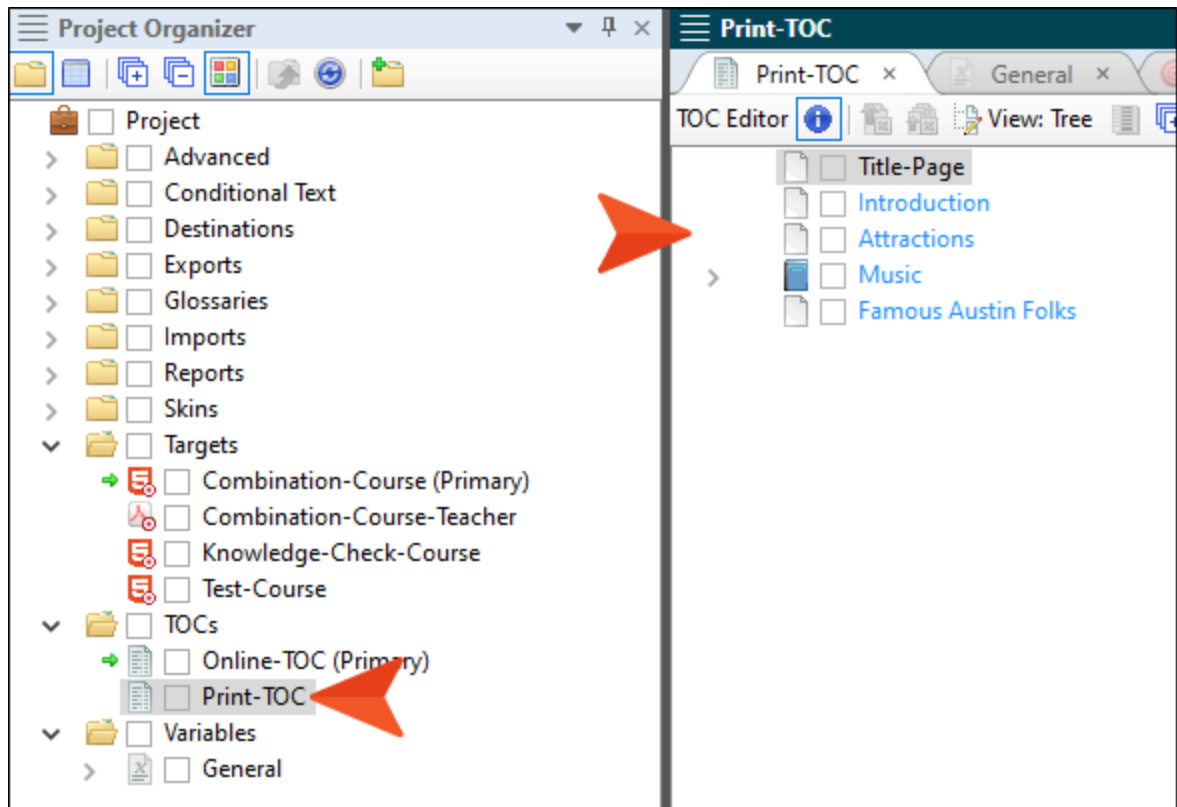 Project Organizer
Project
Advanced
Conditional Text
Destinations
Exports
Glossaries
Imports
Reports
Skins
Targets
Combination-Course (Primary)
Combination-Course-Teacher
Knowledge-Check-Course
Test-Course
TOCs
Online-TOC (Primary)
Print-TOC
Variables
General
Print-TOC
Print-TOC General
TOC Editor View: Tree
Title-Page
Introduction
Attractions
Music
Famous Austin Folks